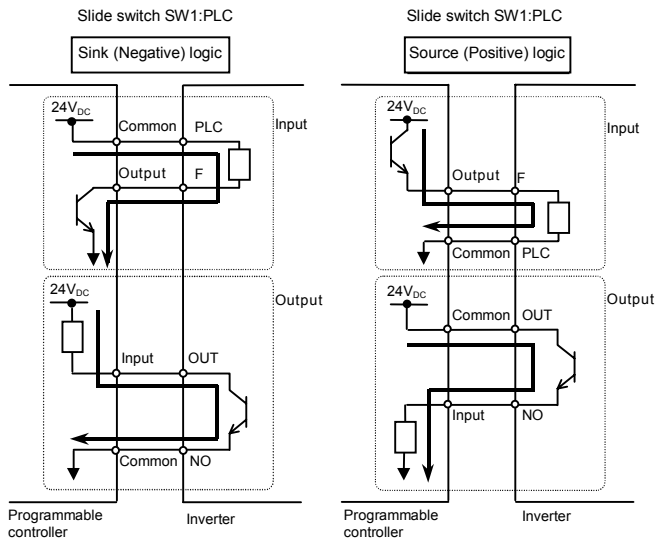 Slide switch SW1:PLC
Sink (Negative) logic
24VDC
Common
PLC
Input
Output
F
24VDC
Output
Input
OUT
Common
NO
Programmable
controller
Inverter
Slide switch SW1:PLC
Source (Positive) logic
24VDC
Input
Output
F
Common
PLC
24VDC
Output
Common
OUT
Input
NO
Programmable
controller
Inverter